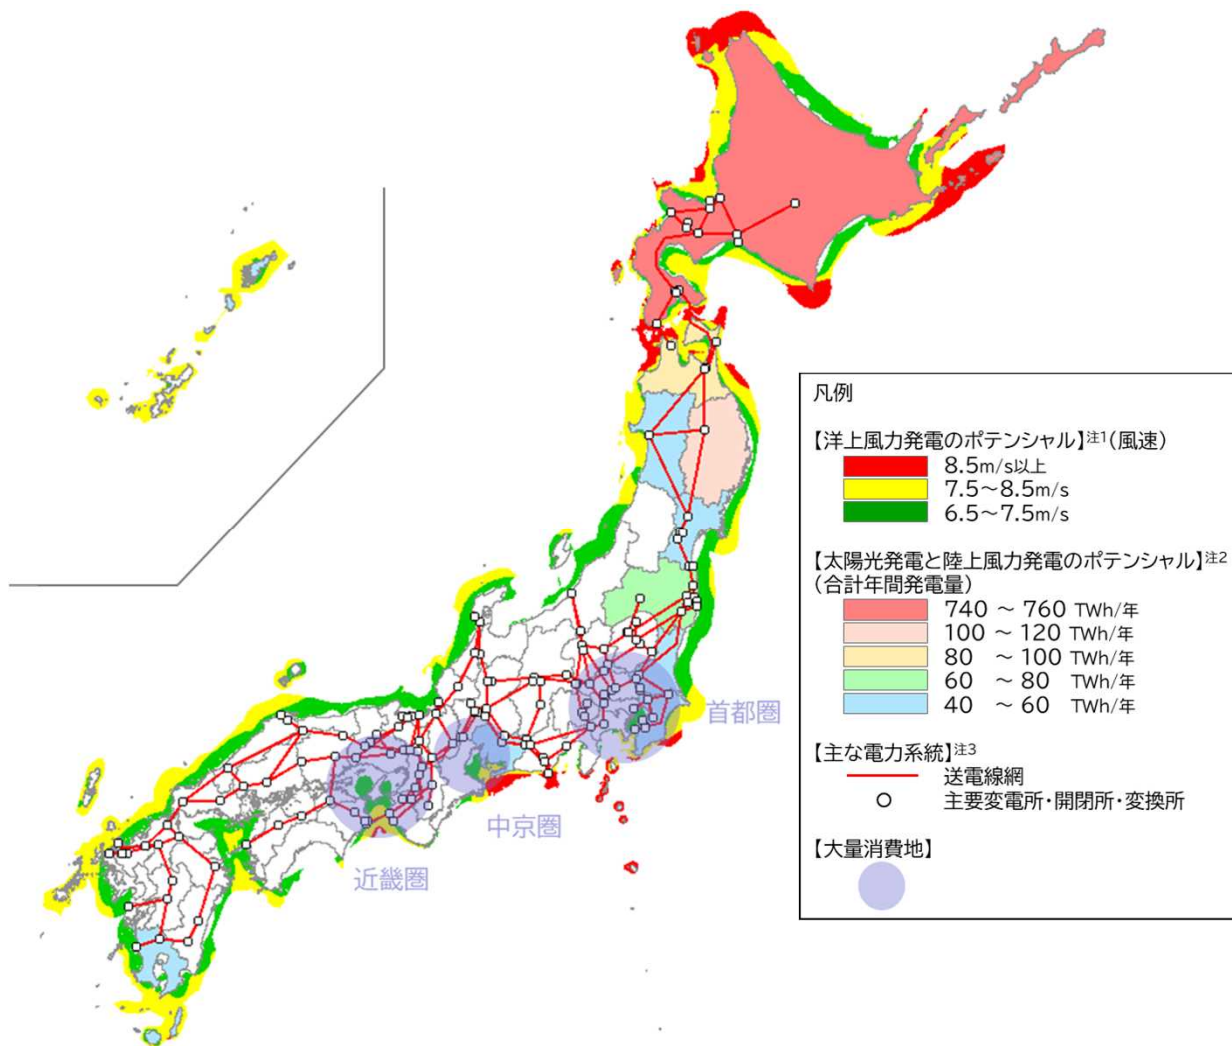 首都圏
中京圏
近畿圏
凡例
【洋上風力発電のポテンシャル】注1(風速)
8.5m/s以上
7.5～8.5m/s
6.5～7.5m/s
【太陽光発電と陸上風力発電のポテンシャル】注2
(合計年間発電量)
740 ～ 760 TWh/年
100 ～ 120 TWh/年
80 ～ 100 TWh/年
60 ～ 80 TWh/年
40 ～ 60 TWh/年
【主な電力系統】注3
送電線網
主要変電所・開閉所・変換所
【大量消費地】